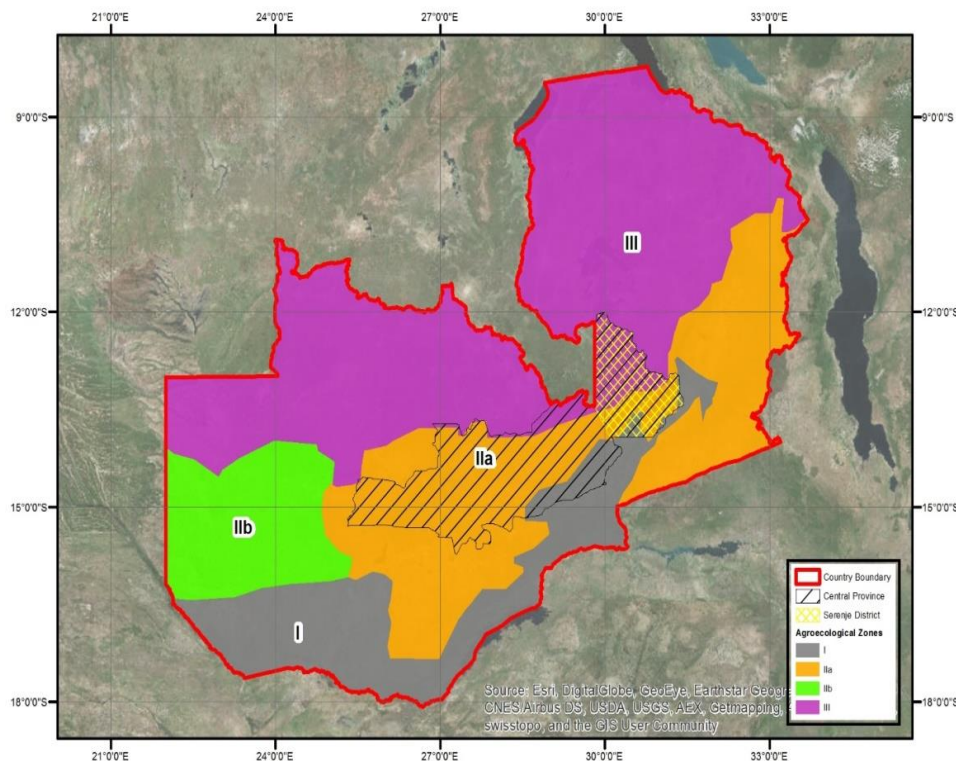 21°0'0"E 24°0'0"E 27°0'0"E 30°0'0"E 33°0'0"E
9°0'0"S 9°0'0"S
III
12°0'0"S 12°0'0"S
IIa
15°0'0"S 15°0'0"S
IIb
I
Country Boundary
Central Province
Serenje District
Agroecological Zones
I
IIa
IIb
III
Source: Esri, DigitalGlobe, GeoEye, Earthstar Geogra
CNES/Airbus DS, USDA, USGS, AEX, Getmapping,
swisstopo, and the GIS User Community
18°0'0"S 18°0'0"S
21°0'0"E 24°0'0"E 27°0'0"E 30°0'0"E 33°0'0"E